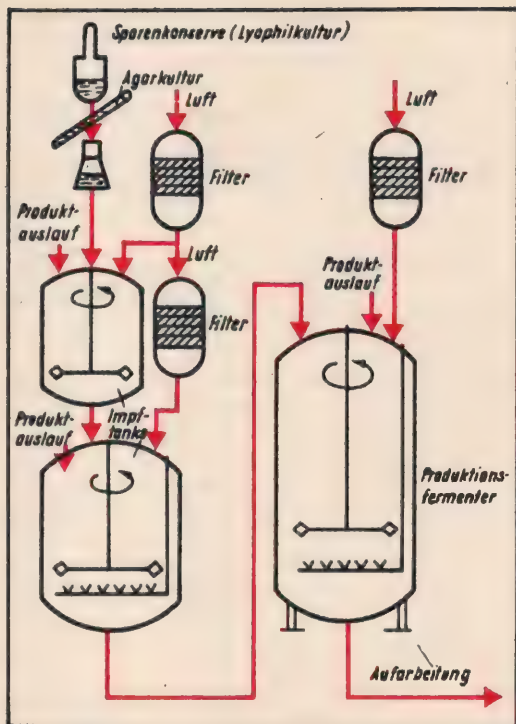 Sporenkonserve (Lyophilkultur)
Agarkultur
Luft
Luft
Filter
Filter
Produkt-
auslauf
Luft
Produkt-
auslauf
Filter
Impf-
tanks
Produkt-
auslauf
Produktions-
fermenter
Aufarbeitung